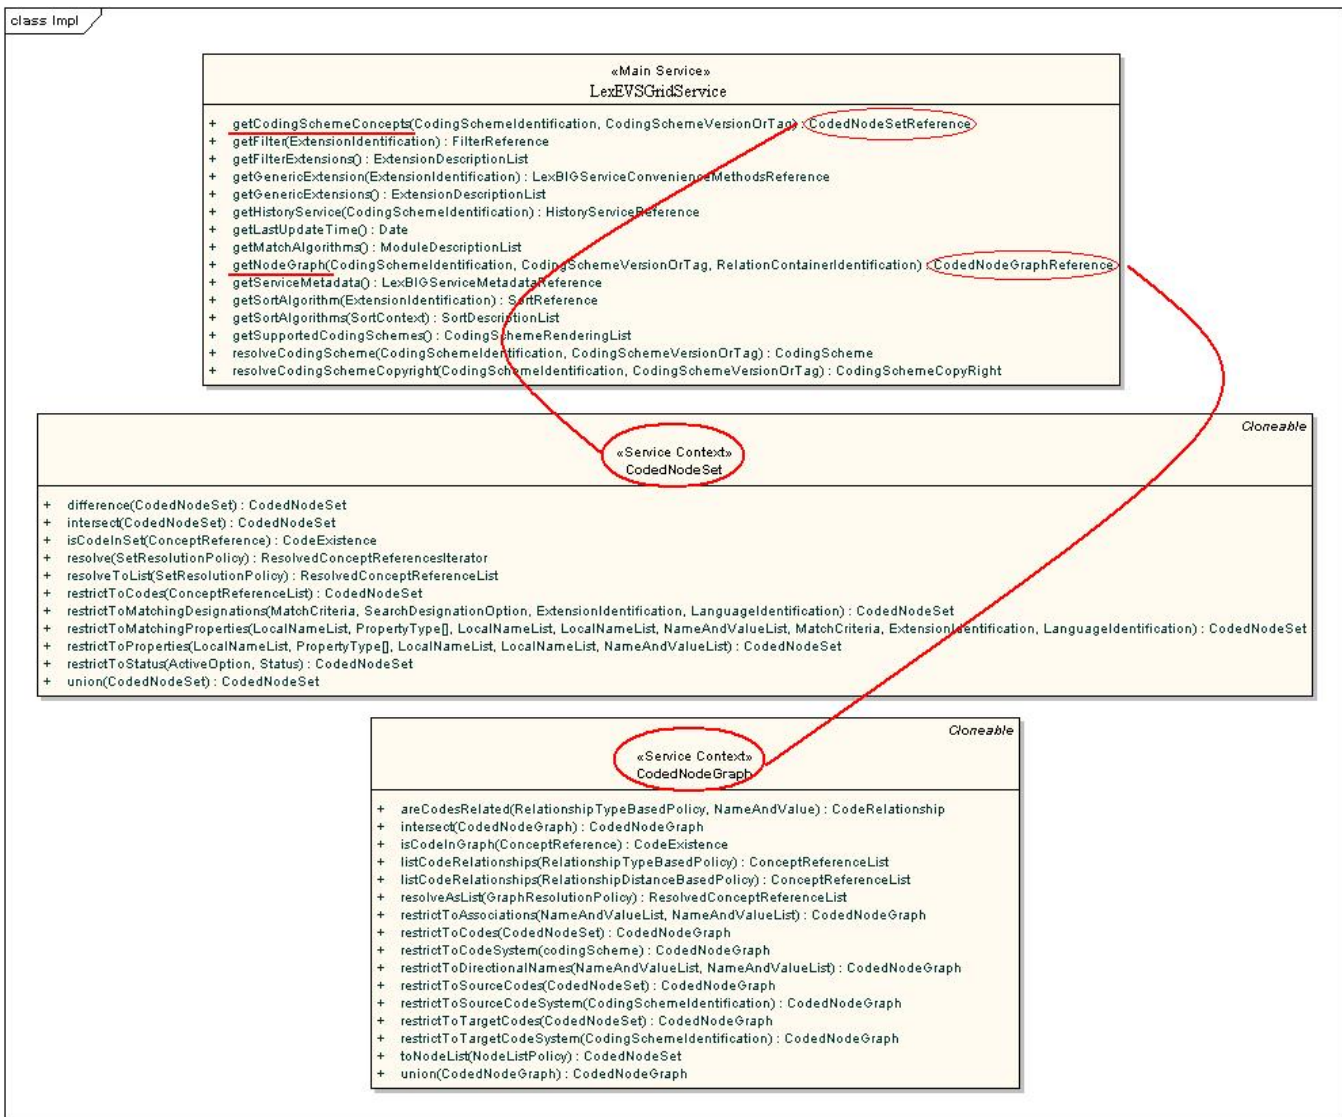 class Impl
«Main Service»
LexEVSGridService
+ getCodingSchemeConcepts(CodingSchemeIdentification, CodingSchemeVersionOrTag) : CodedNodeSetReference
+ getFilter(ExtensionIdentification) : FilterReference
+ getFilterExtensions() : ExtensionDescriptionList
+ getGenericExtension(ExtensionIdentification) : LexBIGServiceConvenienceMethodsReference
+ getGenericExtensions() : ExtensionDescriptionList
+ getHistoryService(CodingSchemeIdentification) : HistoryServiceReference
+ getLastUpdateTime() : Date
+ getMatchAlgorithms() : ModuleDescriptionList
+ getNodeGraph(CodingSchemeIdentification, CodingSchemeVersionOrTag, RelationContainerIdentification) : CodedNodeGraphReference
+ getServiceMetadata() : LexBIGServiceMetadataReference
+ getSortAlgorithm(ExtensionIdentification) : SortReference
+ getSortAlgorithms(SortContext) : SortDescriptionList
+ getSupportedCodingSchemes() : CodingSchemeRenderingList
+ resolveCodingScheme(CodingSchemeIdentification, CodingSchemeVersionOrTag) : CodingScheme
+ resolveCodingSchemeCopyright(CodingSchemeIdentification, CodingSchemeVersionOrTag) : CodingSchemeCopyRight
Cloneable
«Service Context»
CodedNodeSet
+ difference(CodedNodeSet) : CodedNodeSet
+ intersect(CodedNodeSet) : CodedNodeSet
+ isCodeInSet(ConceptReference) : CodeExistence
+ resolve(SetResolutionPolicy) : ResolvedConceptReferencesIterator
+ resolveToList(SetResolutionPolicy) : ResolvedConceptReferenceList
+ restrictToCodes(ConceptReferenceList) : CodedNodeSet
+ restrictToMatchingDesignations(MatchCriteria, SearchDesignationOption, ExtensionIdentification, LanguageIdentification) : CodedNodeSet
+ restrictToMatchingProperties(LocalNameList, PropertyType[], LocalNameList, LocalNameList, NameAndValueList, MatchCriteria, ExtensionIdentification, LanguageIdentification) : CodedNodeSet
+ restrictToProperties(LocalNameList, PropertyType[], LocalNameList, LocalNameList, NameAndValueList) : CodedNodeSet
+ restrictToStatus(ActiveOption, Status) : CodedNodeSet
+ union(CodedNodeSet) : CodedNodeSet
Cloneable
«Service Context»
CodedNodeGraph
+ areCodesRelated(RelationshipTypeBasedPolicy, NameAndValue) : CodeRelationship
+ intersect(CodedNodeGraph) : CodedNodeGraph
+ isCodeInGraph(ConceptReference) : CodeExistence
+ listCodeRelationships(RelationshipTypeBasedPolicy) : ConceptReferenceList
+ listCodeRelationships(RelationshipDistanceBasedPolicy) : ConceptReferenceList
+ resolveAsList(GraphResolutionPolicy) : ResolvedConceptReferenceList
+ restrictToAssociations(NameAndValueList, NameAndValueList) : CodedNodeGraph
+ restrictToCodes(CodedNodeSet) : CodedNodeGraph
+ restrictToCodeSystem(codingScheme) : CodedNodeGraph
+ restrictToDirectionalNames(NameAndValueList, NameAndValueList) : CodedNodeGraph
+ restrictToSourceCodes(CodedNodeSet) : CodedNodeGraph
+ restrictToSourceCodeSystem(CodingSchemeIdentification) : CodedNodeGraph
+ restrictToTargetCodes(CodedNodeSet) : CodedNodeGraph
+ restrictToTargetCodeSystem(CodingSchemeIdentification) : CodedNodeGraph
+ toNodeList(NodeListPolicy) : CodedNodeSet
+ union(CodedNodeGraph) : CodedNodeGraph